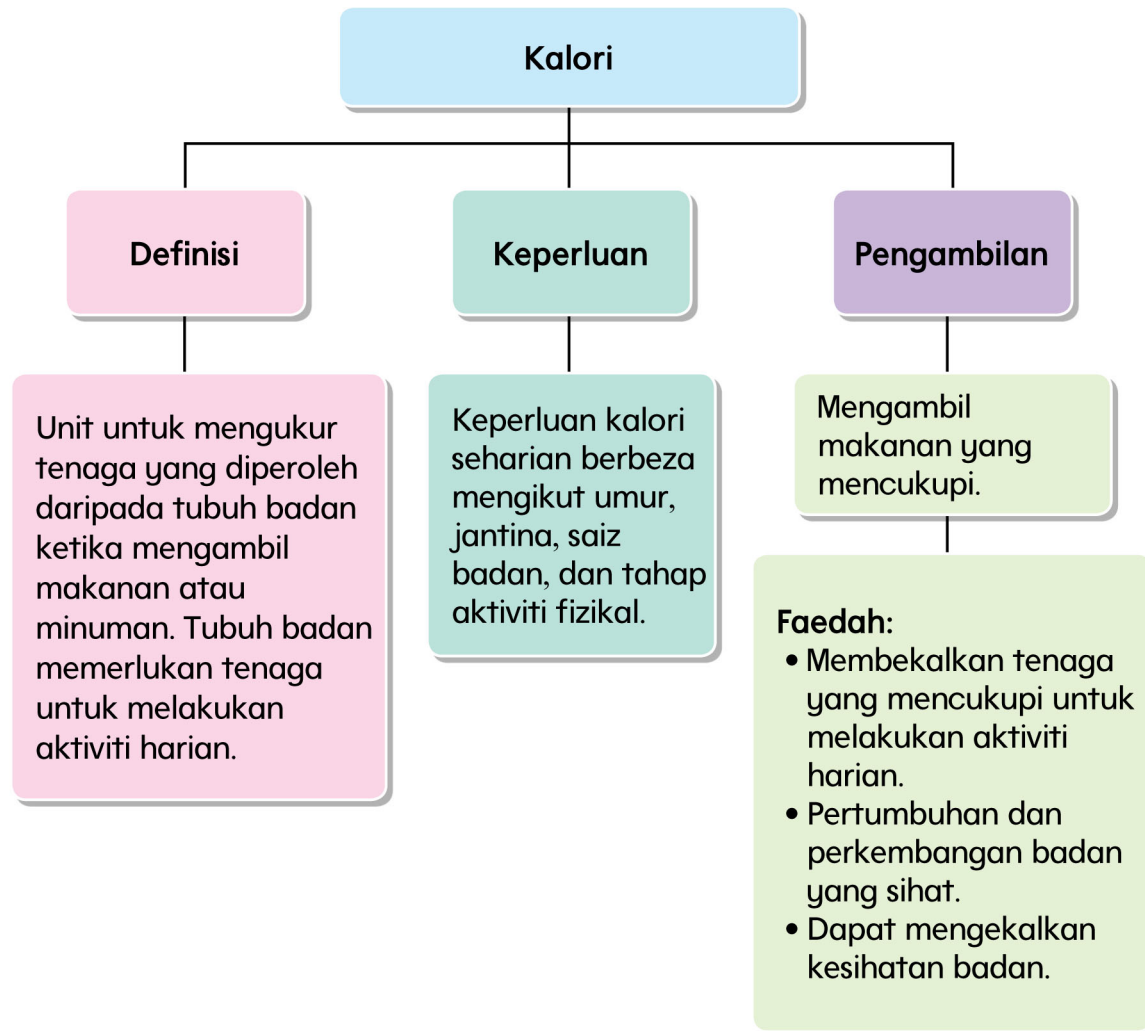 Kalori
Definisi
Unit untuk mengukur
tenaga yang diperoleh
daripada tubuh badan
ketika mengambil
makanan atau
minuman. Tubuh badan
memerlukan tenaga
untuk melakukan
aktiviti harian.
Keperluan
Keperluan kalori
seharian berbeza
mengikut umur,
jantina, saiz
badan, dan tahap
aktiviti fizikal.
Pengambilan
Mengambil
makanan yang
mencukupi.
Faedah:
• Membekalkan tenaga
yang mencukupi untuk
melakukan aktiviti
harian.
• Pertumbuhan dan
perkembangan badan
yang sihat.
• Dapat mengekalkan
kesihatan badan.